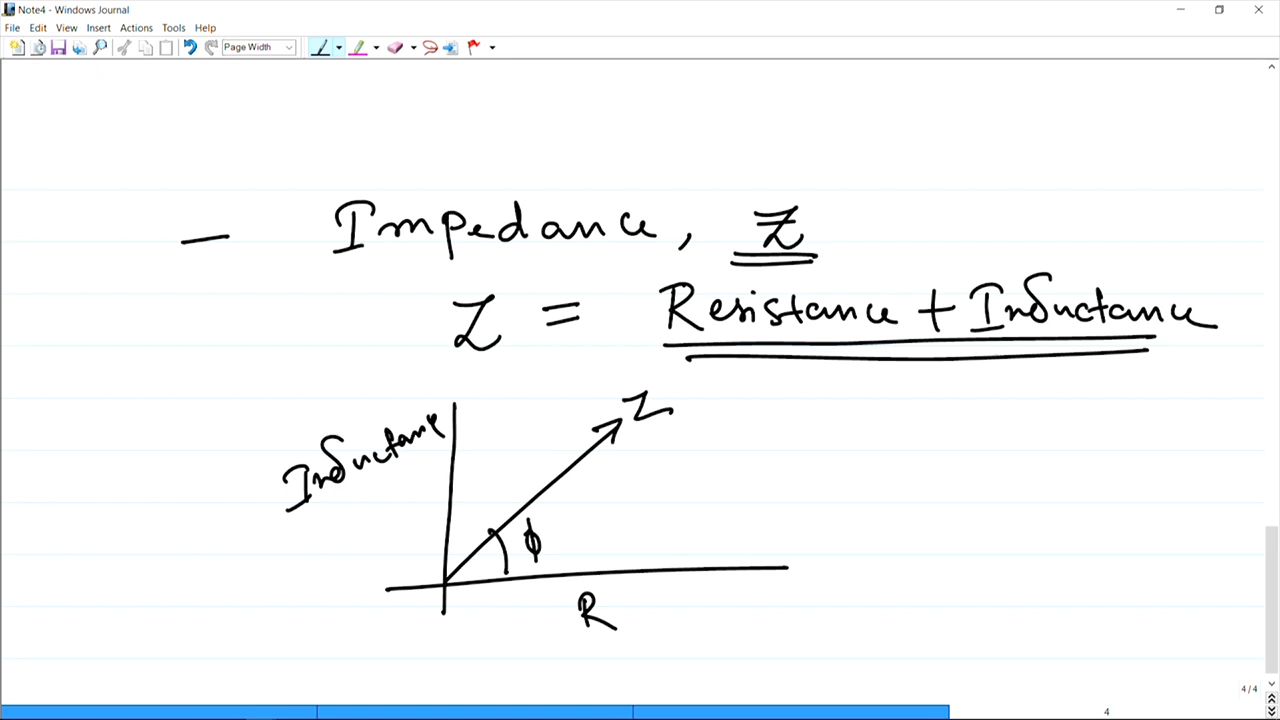 Note4 - Windows Journal
File Edit View Insert Actions Tools Help
Page Width
— Impedance, Z
Z = Resistance + Inductance
Z
Inductance
ϕ
R
4/4
4